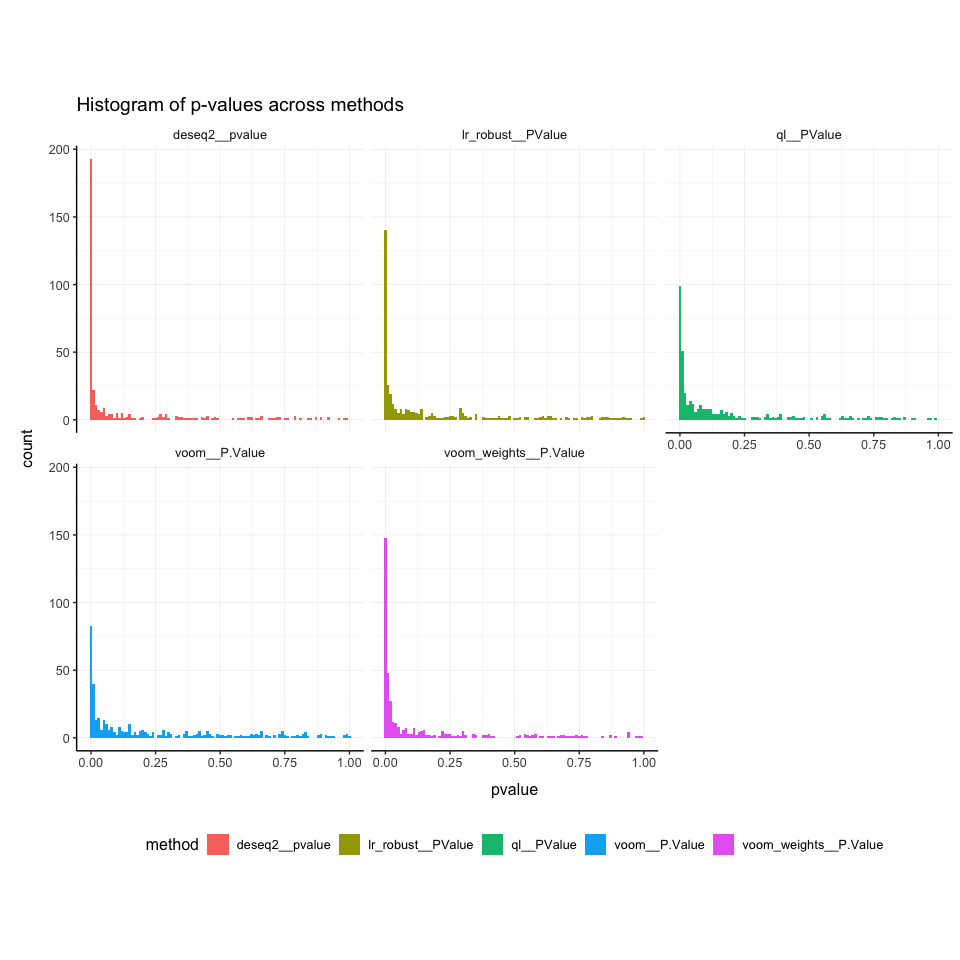 Histogram of p-values across methods
deseq2__pvalue
lr_robust__PValue
ql__PValue
200
150
100
50
0
0.00 0.25 0.50 0.75 1.00
count
voom__P.Value
voom_weights__P.Value
200
150
100
50
0
0.00 0.25 0.50 0.75 1.00
0.00 0.25 0.50 0.75 1.00
pvalue
method deseq2__pvalue lr_robust__PValue ql__PValue voom__P.Value voom_weights__P.Value